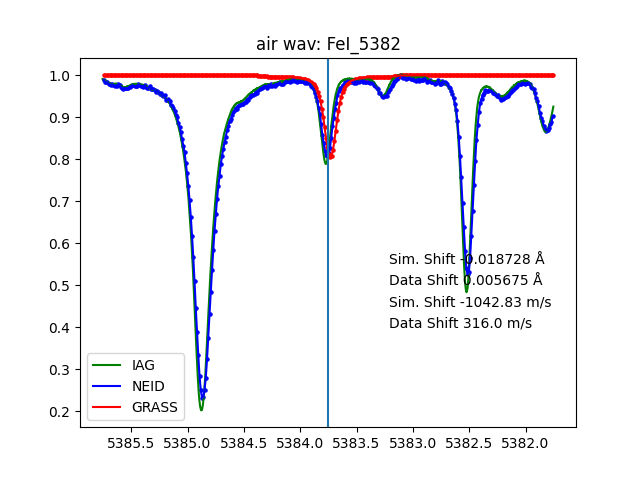 air wav: FeI_5382
1.0
0.9
0.8
0.7
0.6
0.5
0.4
0.3
0.2
Sim. Shift -0.018728 Å
Data Shift 0.005675 Å
Sim. Shift -1042.83 m/s
Data Shift 316.0 m/s
IAG
NEID
GRASS
5385.5 5385.0 5384.5 5384.0 5383.5 5383.0 5382.5 5382.0